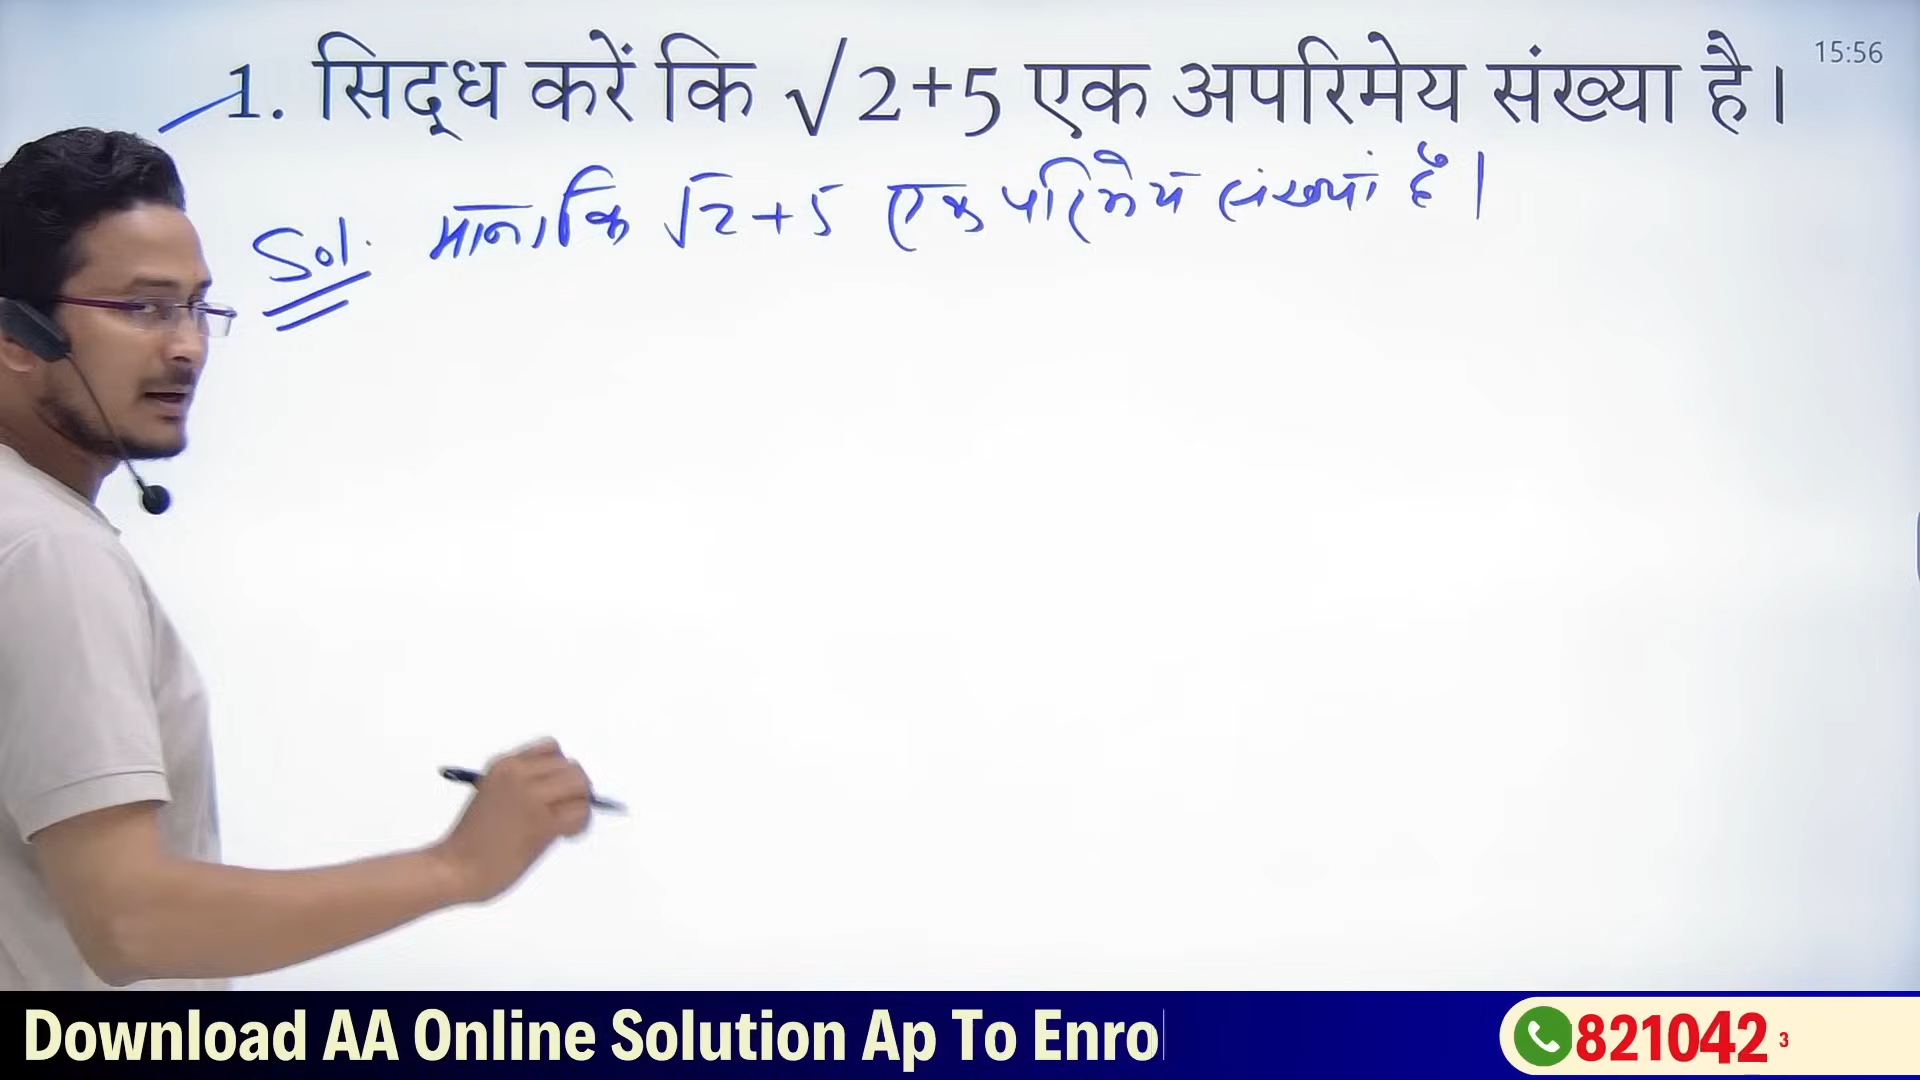 15:56
1. सिद्ध करें कि √2+5 एक अपरिमेय संख्या है।
Sol. माना कि √2+5 एक परिमेय संख्यां है।
Download AA Online Solution Ap To Enro
821042 3